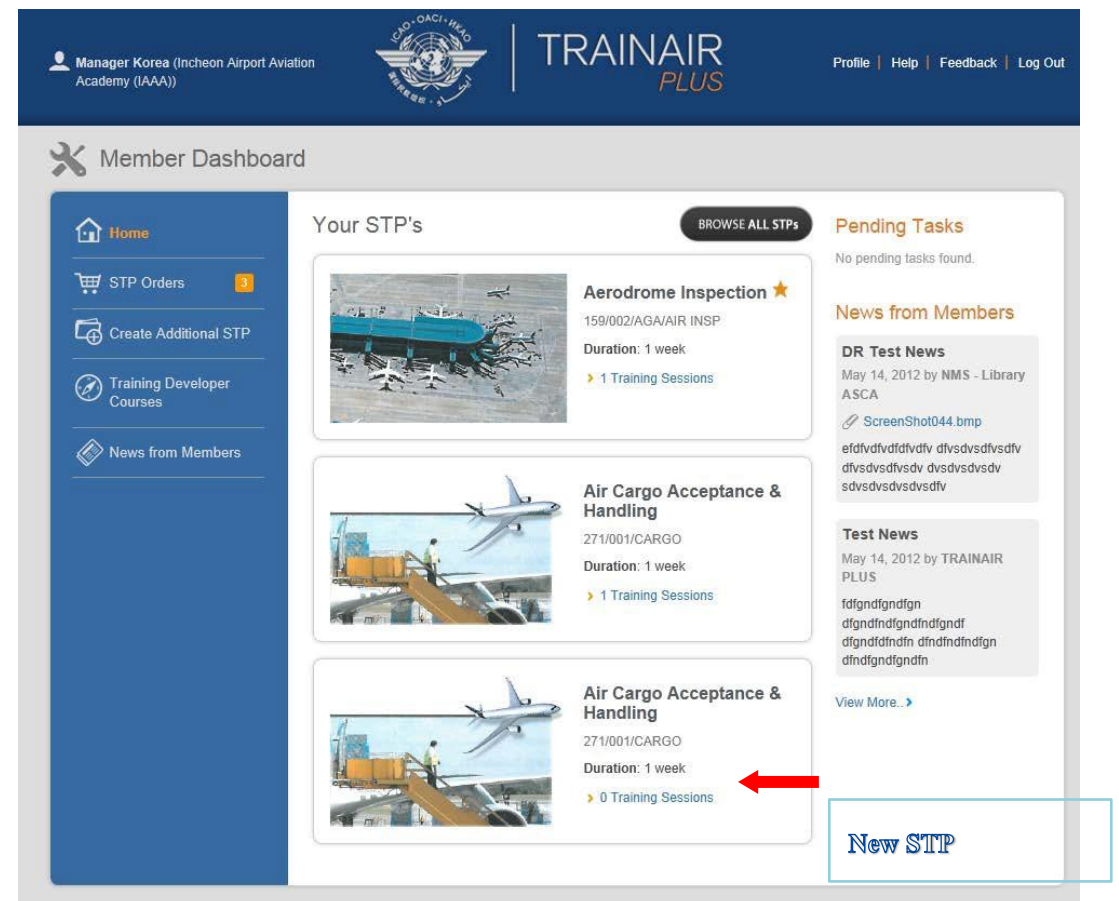 Manager Korea (Incheon Airport Aviation
Academy (IAAA))
ICAO · OACI · ИКАО
TRAINAIR
PLUS
Profile | Help | Feedback | Log Out
Member Dashboard
Home
STP Orders 3
Create Additional STP
Training Developer
Courses
News from Members
Your STP's
BROWSE ALL STPs
Aerodrome Inspection
159/002/AGA/AIR INSP
Duration: 1 week
1 Training Sessions
Air Cargo Acceptance &
Handling
271/001/CARGO
Duration: 1 week
1 Training Sessions
Air Cargo Acceptance &
Handling
271/001/CARGO
Duration: 1 week
0 Training Sessions
Pending Tasks
No pending tasks found.
News from Members
DR Test News
May 14, 2012 by NMS - Library
ASCA
ScreenShot044.bmp
efdfvdfvdfdfvdfv dfvsdvsdfvsdfv
dfvsdvsdfvsdv dvsdvsdvsdv
sdvsdvsdvsdvsdfv
Test News
May 14, 2012 by TRAINAIR
PLUS
fdfgndfgndfgn
dfgndfndfgndfndfgndf
dfgndfdfndfn dfndfndfndfgn
dfndfgndfgndfn
View More..
New STP